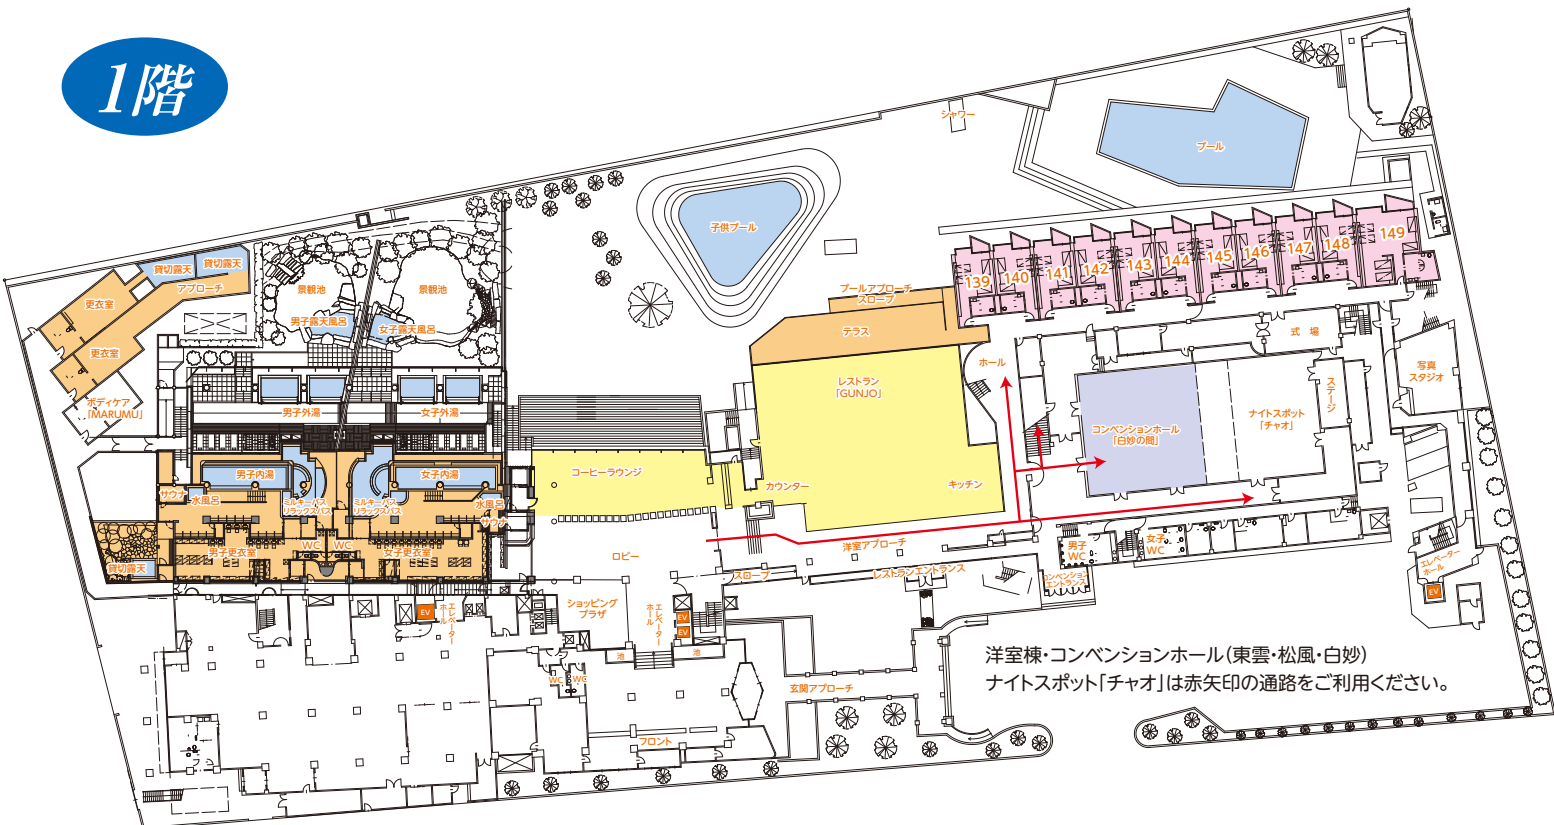 1階
シャワー
プール
子供プール
貸切露天
貸切露天
アプローチ
更衣室
更衣室
ボディケア
「MARUMU」
景観池
景観池
男子露天風呂
女子露天風呂
男子外湯
女子外湯
男子内湯
女子内湯
サウナ
水風呂
ミルキーバス
リラックスバス
ミルキーバス
リラックスバス
水風呂
サウナ
WC
WC
男子更衣室
女子更衣室
貸切露天
プールアプローチ
スロープ
テラス
レストラン
「GUNJO」
ホール
139
140
141
142
143
144
145
146
147
148
149
式場
写真
スタジオ
ステージ
ナイトスポット
「チャオ」
コンベンションホール
「白妙の間」
コーヒーラウンジ
カウンター
キッチン
ロビー
洋室アプローチ
スロープ
レストランエントランス
男子
WC
女子
WC
コンベンション
エントランス
エレベーター
ホール
EV
EV
エレベーター
ホール
ショッピング
プラザ
エレベーター
ホール
EV
EV
池
池
WC
WC
玄関アプローチ
フロント
洋室棟・コンベンションホール(東雲・松風・白妙)
ナイトスポット「チャオ」は赤矢印の通路をご利用ください。